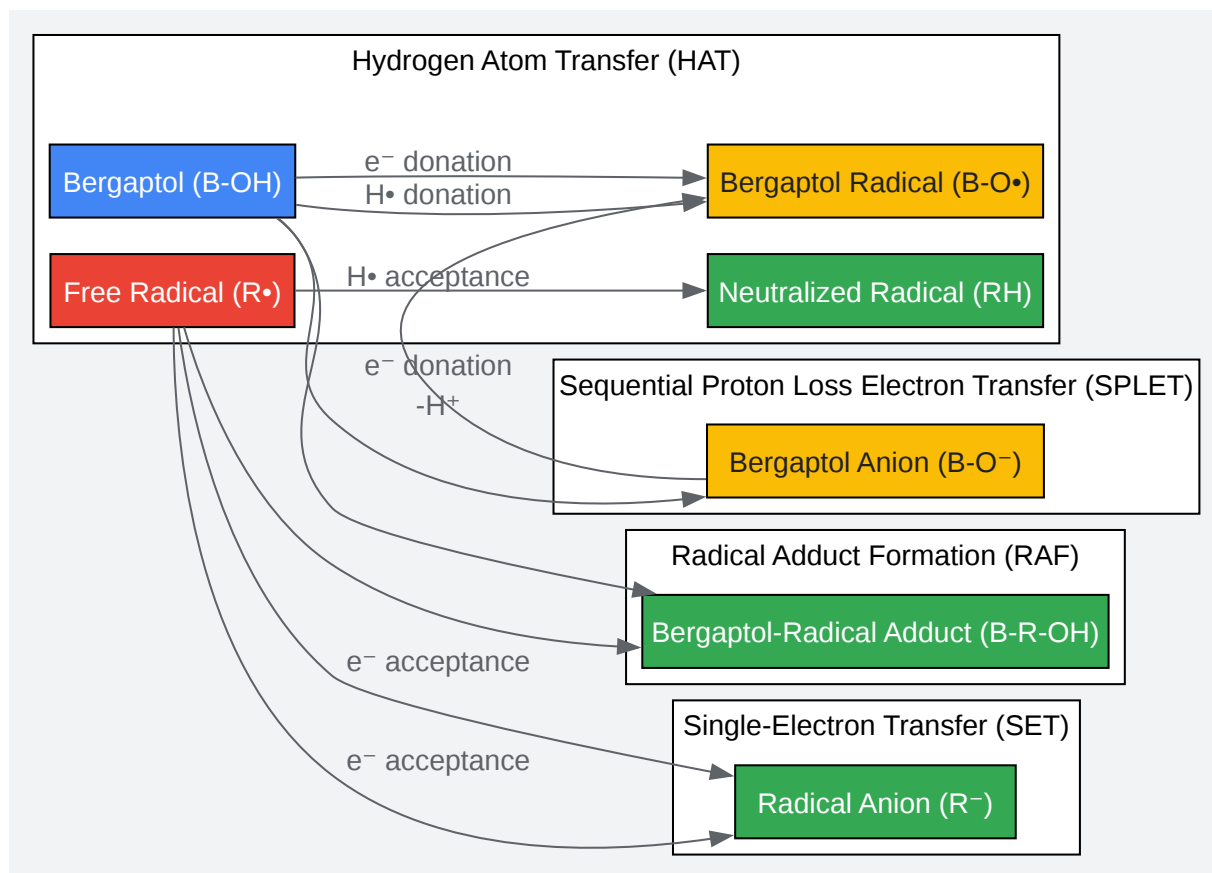 Hydrogen Atom Transfer (HAT)
e⁻ donation
Bergaptol (B-OH)
Bergaptol Radical (B-O•)
H• donation
H• acceptance
Free Radical (R•)
Neutralized Radical (RH)
e⁻ donation
Sequential Proton Loss Electron Transfer (SPLET)
-H⁺
Bergaptol Anion (B-O⁻)
Radical Adduct Formation (RAF)
Bergaptol-Radical Adduct (B-R-OH)
e⁻ acceptance
Single-Electron Transfer (SET)
e⁻ acceptance
Radical Anion (R⁻)